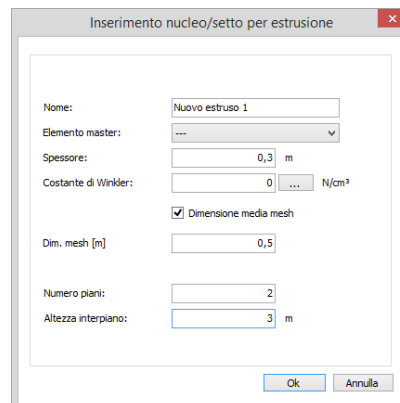 Inserimento nucleo/setto per estrusione
Nome: Nuovo estruso 1
Elemento master: ---
Spessore: 0,3 m
Costante di Winkler: 0 ... N/cm³
Dimensione media mesh
Dim. mesh [m] 0,5
Numero piani: 2
Altezza interpiano: 3 m
Ok Annulla